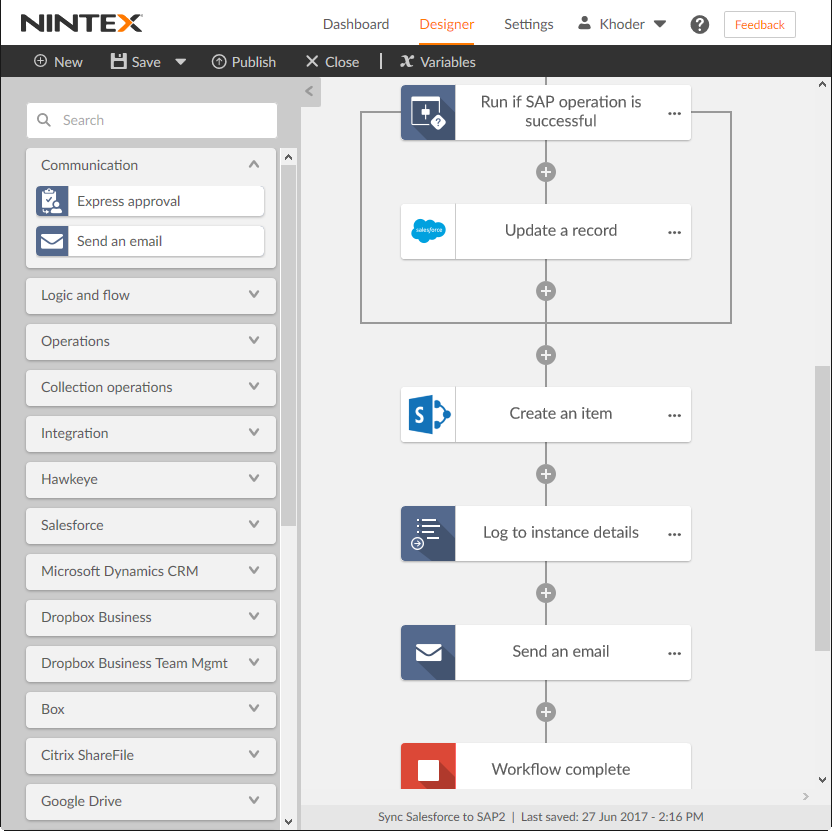 NINTEX
Dashboard Designer Settings Khoder ? Feedback
New Save Publish Close | x Variables
Search
Communication
Express approval
Send an email
Logic and flow
Operations
Collection operations
Integration
Hawkeye
Salesforce
Microsoft Dynamics CRM
Dropbox Business
Dropbox Business Team Mgmt
Box
Citrix ShareFile
Google Drive
Run if SAP operation is
successful
?
salesforce
Update a record
S
Create an item
Log to instance details
Send an email
Workflow complete
Sync Salesforce to SAP2 | Last saved: 27 Jun 2017 - 2:16 PM